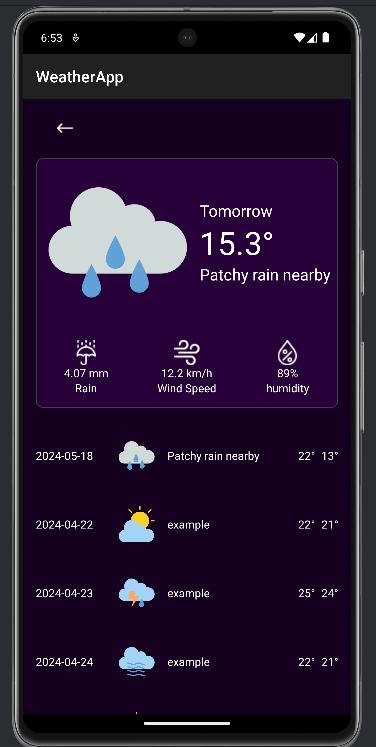 6:53
WeatherApp
Tomorrow
15.3°
Patchy rain nearby
4.07 mm
Rain
12.2 km/h
Wind Speed
89%
humidity
2024-05-18 Patchy rain nearby 22° 13°
2024-04-22 example 22° 21°
2024-04-23 example 25° 24°
2024-04-24 example 22° 21°